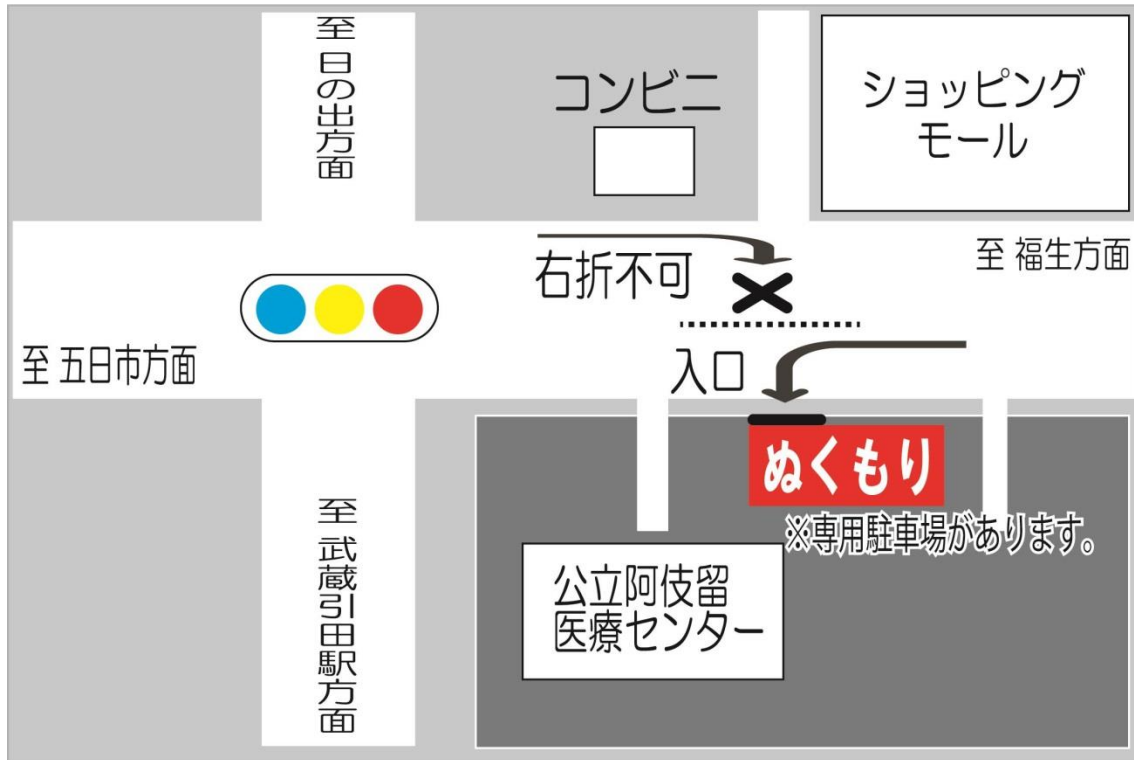 至 日の出方面
コンビニ
ショッピング
モール
右折不可
至 福生方面
至 五日市方面
入口
ぬくもり
※専用駐車場があります。
至 武蔵引田駅方面
公立阿伎留
医療センター